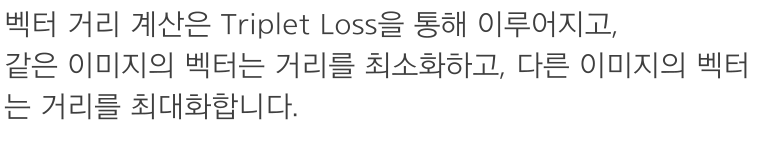 벡터 거리 계산은 Triplet Loss을 통해 이루어지고,
같은 이미지의 벡터는 거리를 최소화하고, 다른 이미지의 벡터
는 거리를 최대화합니다.